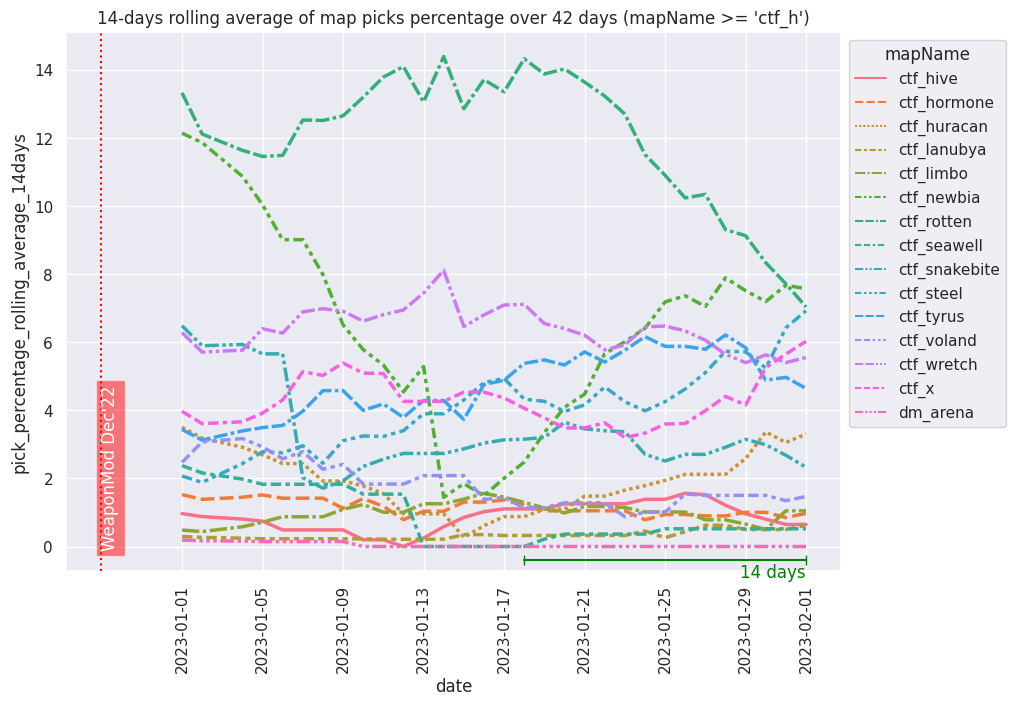 14-days rolling average of map picks percentage over 42 days (mapName >= 'ctf_h')
pick_percentage_rolling_average_14days
14
12
10
8
6
4
2
0
WeaponMod Dec'22
14 days
2023-01-01
2023-01-05
2023-01-09
2023-01-13
2023-01-17
2023-01-21
2023-01-25
2023-01-29
2023-02-01
date
mapName
ctf_hive
ctf_hormone
ctf_huracan
ctf_lanubya
ctf_limbo
ctf_newbia
ctf_rotten
ctf_seawell
ctf_snakebite
ctf_steel
ctf_tyrus
ctf_voland
ctf_wretch
ctf_x
dm_arena